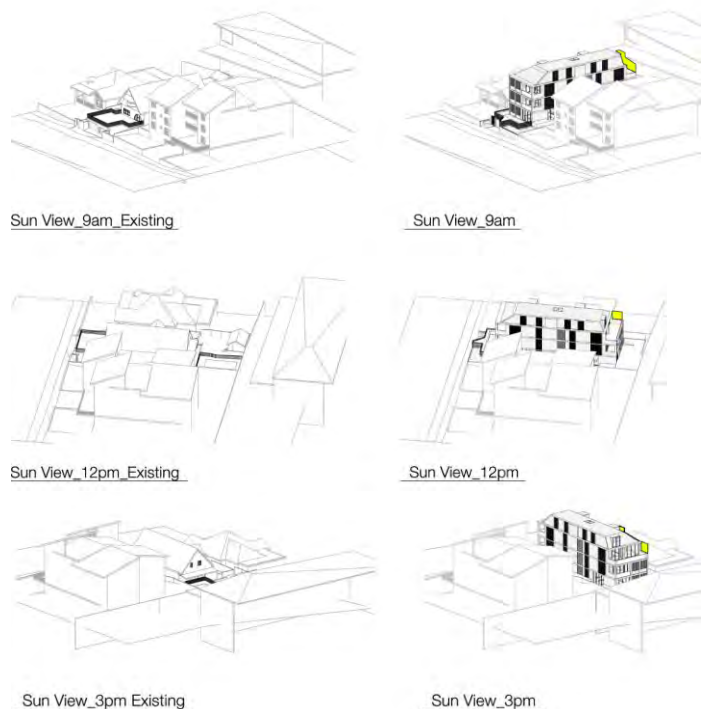 Sun View_9am_Existing
Sun View_9am
Sun View_12pm_Existing
Sun View_12pm
Sun View_3pm Existing
Sun View_3pm